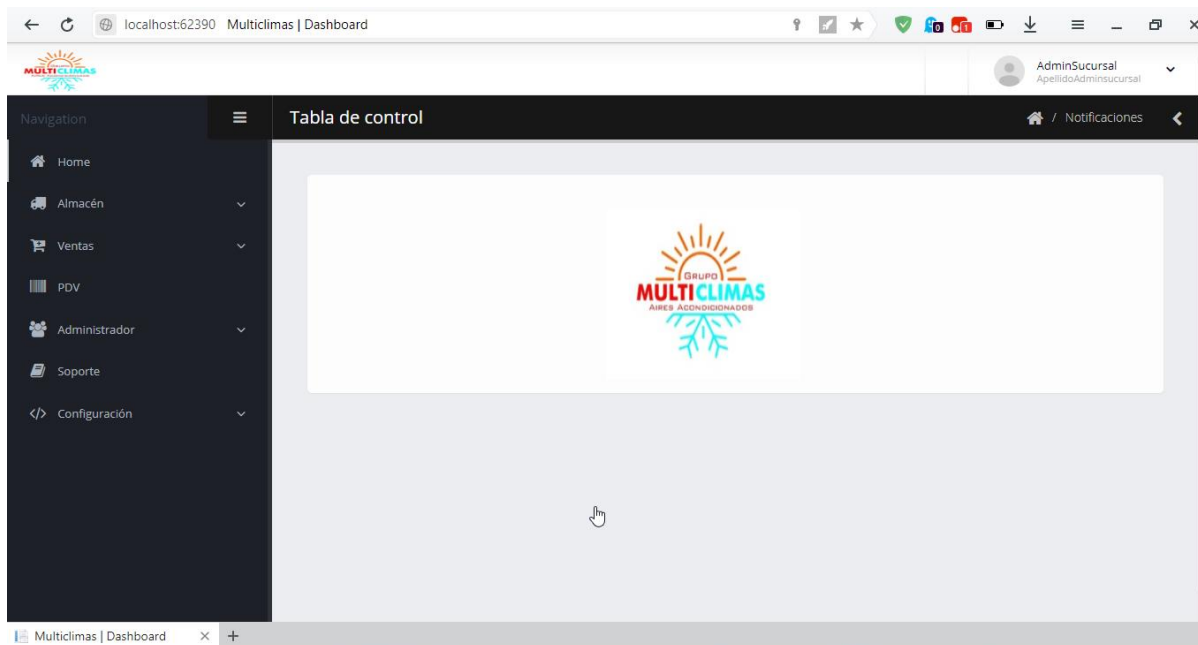 localhost:62390 Multiclimas | Dashboard
MULTICLIMAS
AdminSucursal
ApellidoAdminsucursal
Navigation
Tabla de control
/ Notificaciones
Home
Almacén
Ventas
PDV
Administrador
Soporte
</> Configuración
GRUPO
MULTICLIMAS
AIRES ACONDICIONADOS
Multiclimas | Dashboard